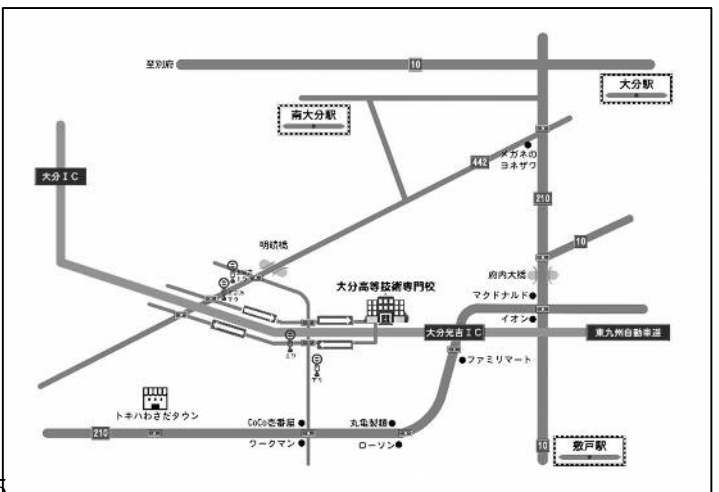 至別府
10
大分駅
南大分駅
442
メガネの
ヨネザワ
大分IC
210
10
明磧橋
府内大橋
大分高等技術専門校
マクドナルド
大分光吉IC
イオン
東九州自動車道
ファミリマート
トキハわさだタウン
CoCo壱番屋
丸亀製麺
210
ワークマン
ローソン
10
敷戸駅